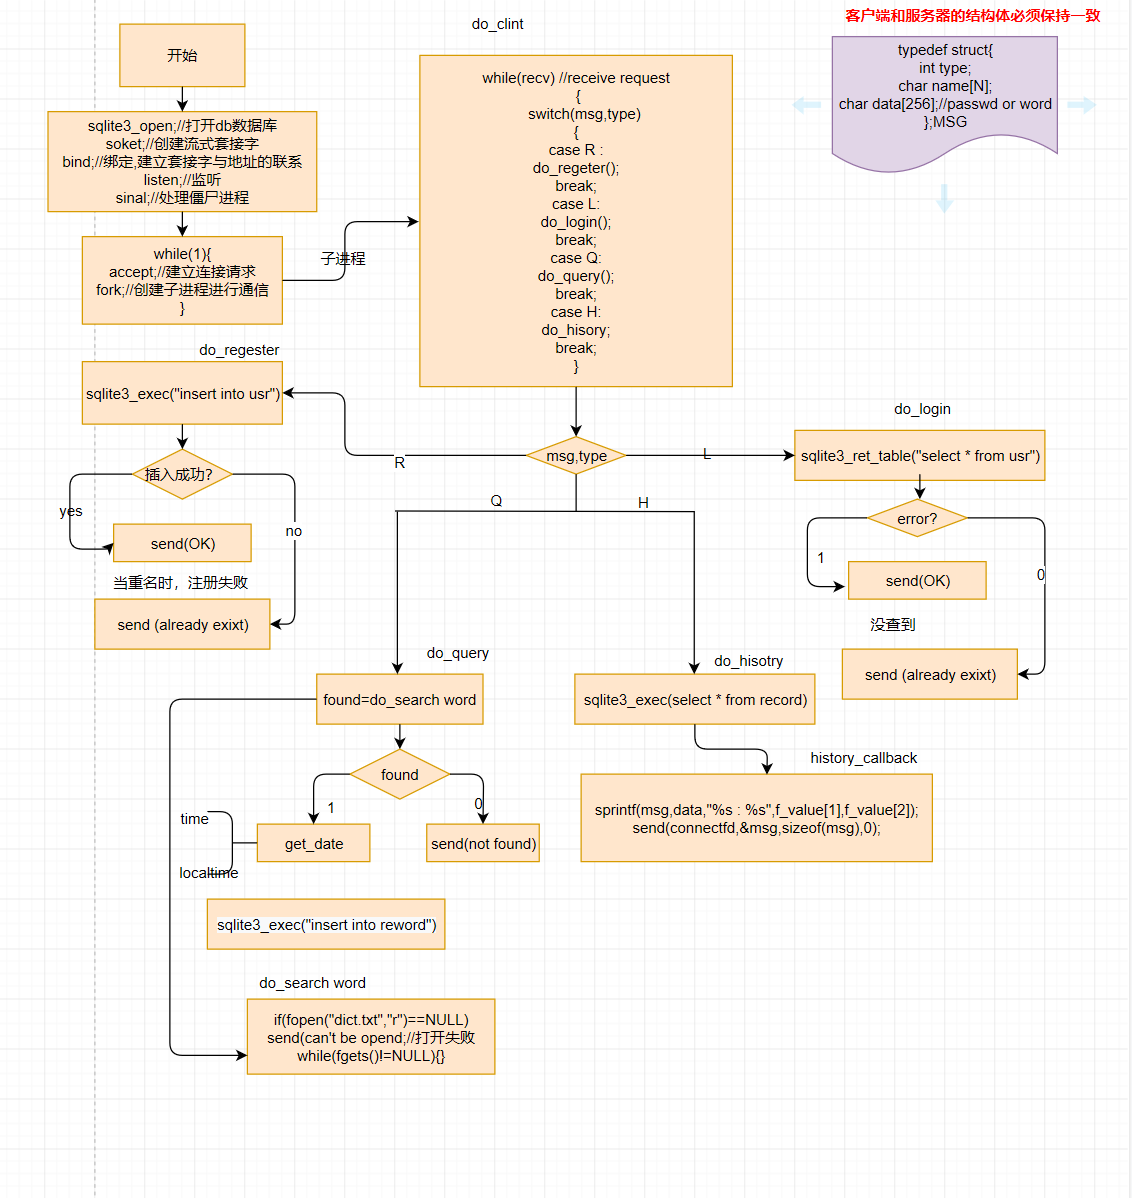 do_clint
客户端和服务器的结构体必须保持一致
开始
while(recv) //receive request
{
switch(msg,type)
{
case R :
do_regeter();
break;
case L:
do_login();
break;
case Q:
do_query();
break;
case H:
do_hisory;
break;
}
typedef struct{
int type;
char name[N];
char data[256];//passwd or word
};MSG
sqlite3_open;//打开db数据库
soket;//创建流式套接字
bind;//绑定,建立套接字与地址的联系
listen;//监听
sinal;//处理僵尸进程
while(1){
accept;//建立连接请求
fork;//创建子进程进行通信
}
子进程
do_regester
sqlite3_exec("insert into usr")
插入成功?
yes
no
send(OK)
当重名时，注册失败
send (already exixt)
msg,type
R
L
Q
H
do_login
sqlite3_ret_table("select * from usr")
error?
1
0
send(OK)
没查到
send (already exixt)
do_query
found=do_search word
found
1
0
time
localtime
get_date
send(not found)
sqlite3_exec("insert into reword")
do_hisotry
sqlite3_exec(select * from record)
history_callback
sprintf(msg,data,"%s : %s",f_value[1],f_value[2]);
send(connectfd,&msg,sizeof(msg),0);
do_search word
if(fopen("dict.txt","r")==NULL)
send(can't be opend;//打开失败
while(fgets()!=NULL){}